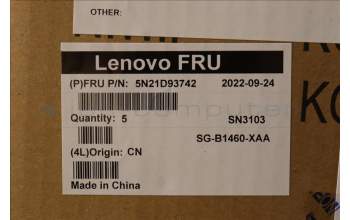 OTHER:
Lenovo FRU
(P)FRU P/N: 5N21D93742 2022-09-24
Quantity: 5 SN3103
SG-B1460-XAA
(4L)Origin: CN
Made in China